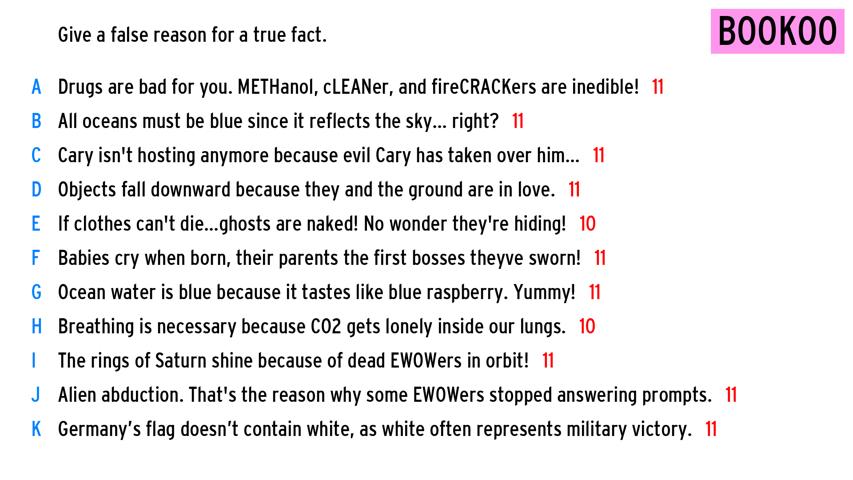 Give a false reason for a true fact.
BOOKOO
A Drugs are bad for you. METHanol, cLEANer, and fireCRACKers are inedible! 11
B All oceans must be blue since it reflects the sky... right? 11
C Cary isn't hosting anymore because evil Cary has taken over him... 11
D Objects fall downward because they and the ground are in love. 11
E If clothes can't die...ghosts are naked! No wonder they're hiding! 10
F Babies cry when born, their parents the first bosses theyve sworn! 11
G Ocean water is blue because it tastes like blue raspberry. Yummy! 11
H Breathing is necessary because CO2 gets lonely inside our lungs. 10
I The rings of Saturn shine because of dead EWOWers in orbit! 11
J Alien abduction. That's the reason why some EWOWers stopped answering prompts. 11
K Germany’s flag doesn’t contain white, as white often represents military victory. 11